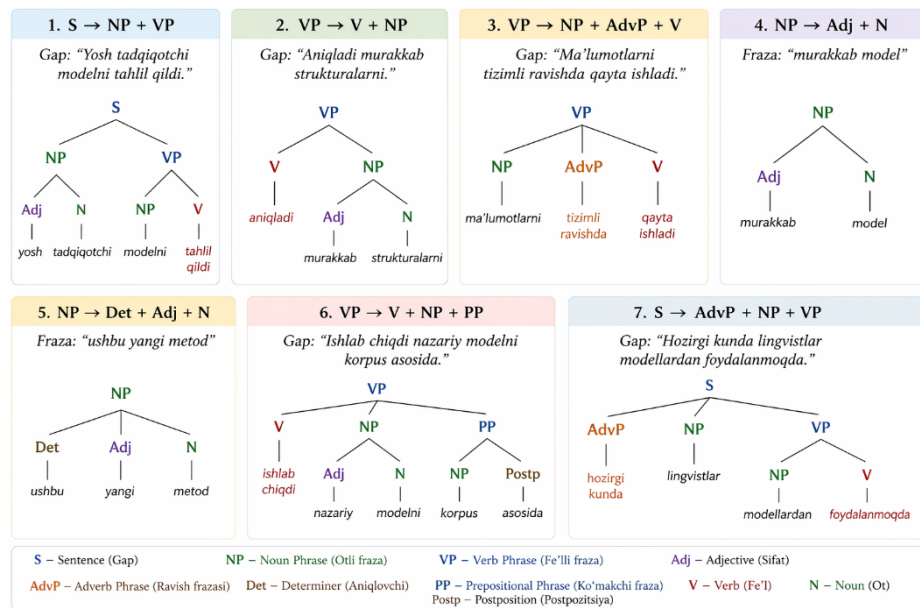 1. S → NP + VP
Gap: “Yosh tadqiqotchi
modelni tahlil qildi.”
S
NP VP
Adj N NP V
yosh tadqiqotchi modelni tahlil
qildi
2. VP → V + NP
Gap: “Aniqladi murakkab
strukturalarni.”
VP
V NP
aniqladi Adj N
murakkab strukturalarni
3. VP → NP + AdvP + V
Gap: “Ma’lumotlarni
tizimli ravishda qayta ishladi.”
VP
NP AdvP V
ma’lumotlarni tizimli qayta
ravishda ishladi
4. NP → Adj + N
Fraza: “murakkab model”
NP
Adj N
murakkab model
5. NP → Det + Adj + N
Fraza: “ushbu yangi metod”
NP
Det Adj N
ushbu yangi metod
6. VP → V + NP + PP
Gap: “Ishlab chiqdi nazariy modelni
korpus asosida.”
VP
V NP PP
ishlab Adj N NP Postp
chiqdi nazariy modelni korpus asosida
7. S → AdvP + NP + VP
Gap: “Hozirgi kunda lingvistlar
modellardan foydalanmoqda.”
S
AdvP NP VP
hozirgi lingvistlar NP V
kunda modellardan foydalanmoqda
S – Sentence (Gap) NP – Noun Phrase (Otli fraza) VP – Verb Phrase (Fe’lli fraza) Adj – Adjective (Sifat)
AdvP – Adverb Phrase (Ravish frazasi) Det – Determiner (Aniqlovchi) PP – Prepositional Phrase (Ko‘makchi fraza) V – Verb (Fe’l) N – Noun (Ot)
Postp – Postposition (Postpozitsiya)